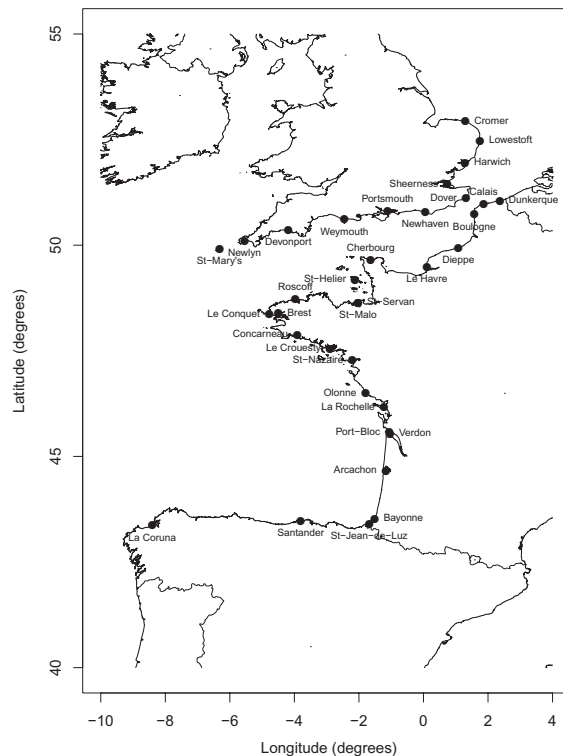 55
Cromer
Lowestoft
Harwich
Sheerness
Calais
Portsmouth
Dover
Dunkerque
Boulogne
Newhaven
Weymouth
Devonport
50
Newlyn
St−Mary's
Cherbourg
Dieppe
St−Helier
Le Havre
Roscoff
St−Servan
Le Conquet
Brest
St−Malo
Concarneau
Le Crouesty
St−Nazaire
Olonne
La Rochelle
Port−Bloc
Verdon
45
Arcachon
Bayonne
Santander
St−Jean−de−Luz
La Coruna
40
Latitude (degrees)
−10 −8 −6 −4 −2 0 2 4
Longitude (degrees)